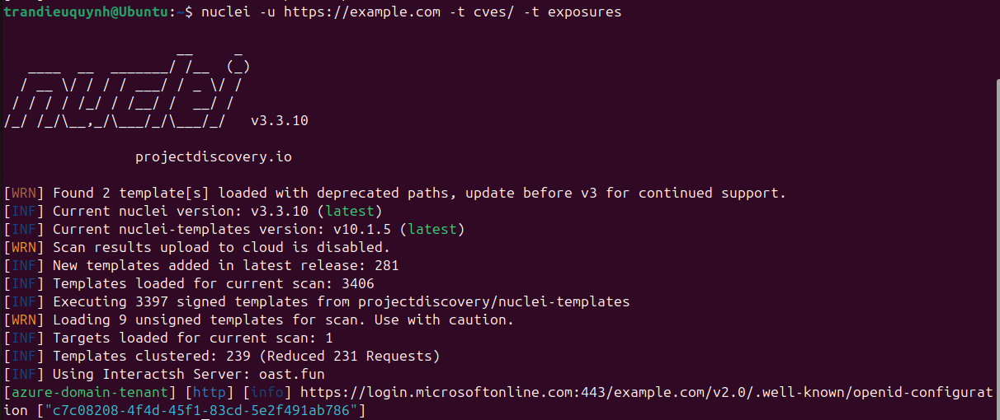 trandieuquynh@Ubuntu:~$ nuclei -u https://example.com -t cves/ -t exposures
                     __     _
   ____  __  _______/ /__  (_)
  / __ \/ / / / ___/ / _ \/ /
 / / / / /_/ / /__/ /  __/ /
/_/ /_/\__,_/\___/_/\___/_/   v3.3.10
                projectdiscovery.io
[WRN] Found 2 template[s] loaded with deprecated paths, update before v3 for continued support.
[INF] Current nuclei version: v3.3.10 (latest)
[INF] Current nuclei-templates version: v10.1.5 (latest)
[WRN] Scan results upload to cloud is disabled.
[INF] New templates added in latest release: 281
[INF] Templates loaded for current scan: 3406
[INF] Executing 3397 signed templates from projectdiscovery/nuclei-templates
[WRN] Loading 9 unsigned templates for scan. Use with caution.
[INF] Targets loaded for current scan: 1
[INF] Templates clustered: 239 (Reduced 231 Requests)
[INF] Using Interactsh Server: oast.fun
[azure-domain-tenant] [http] [info] https://login.microsoftonline.com:443/example.com/v2.0/.well-known/openid-configurat
ion ["c7c08208-4f4d-45f1-83cd-5e2f491ab786"]